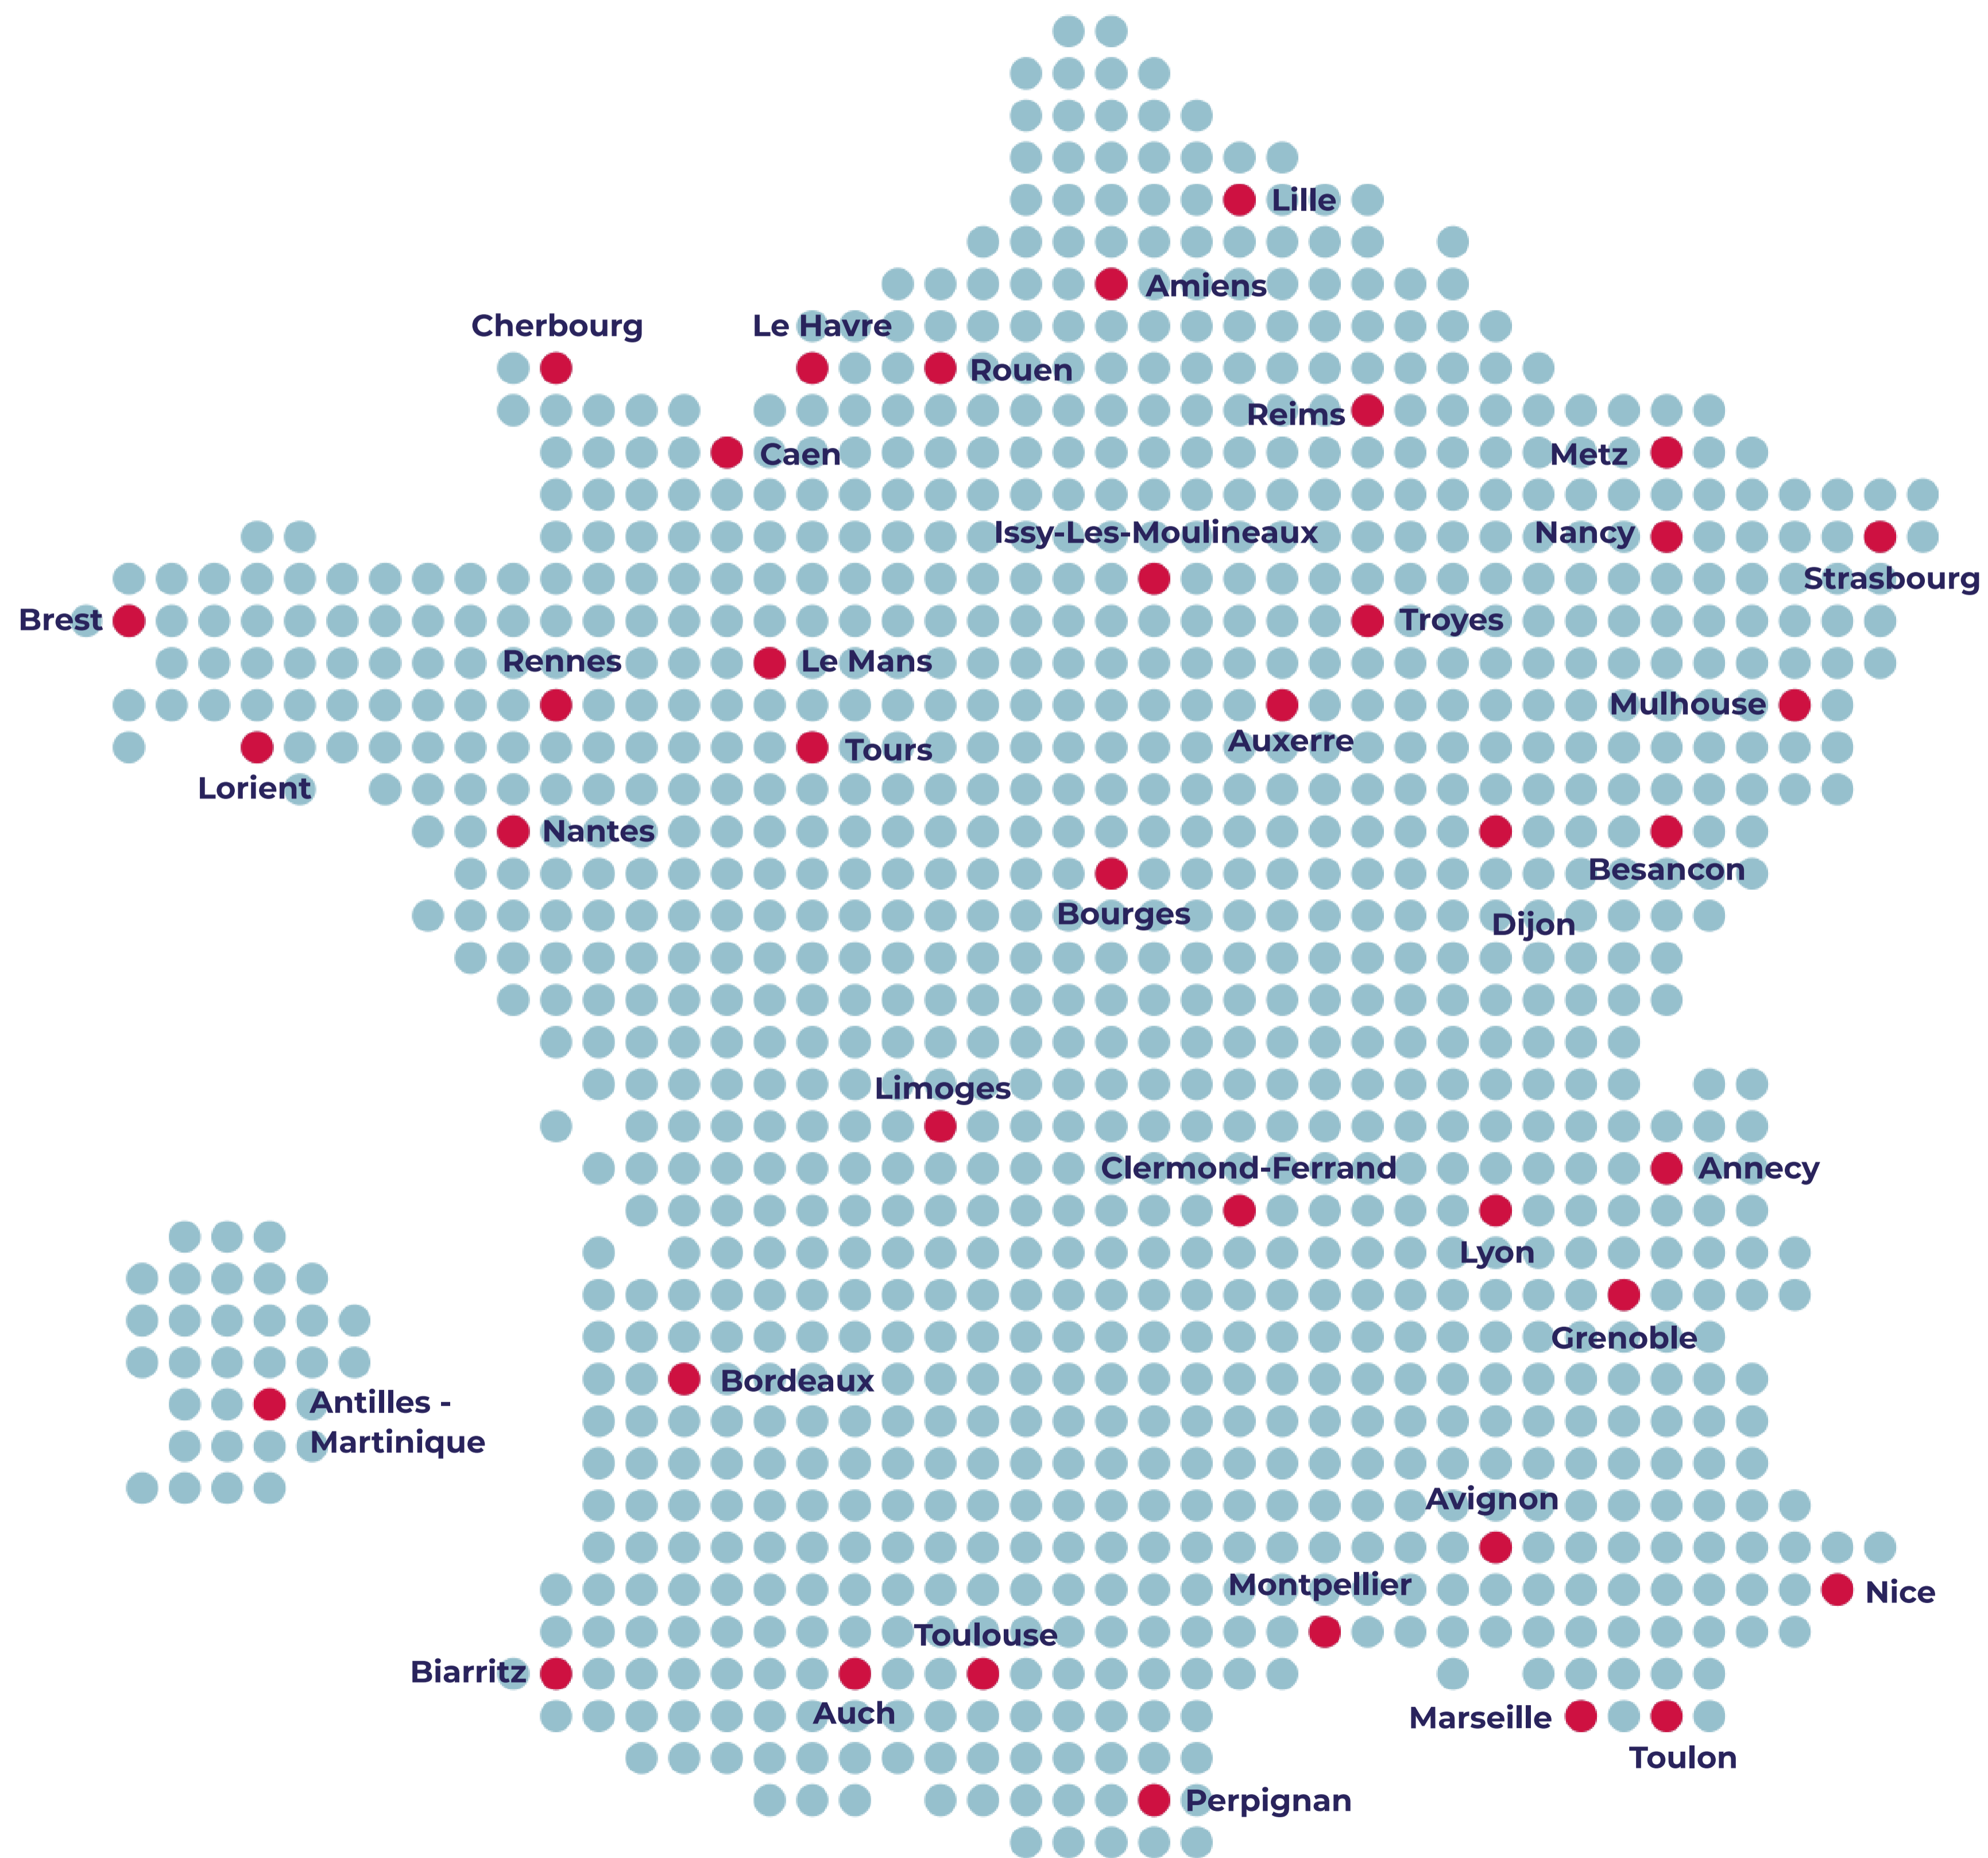 Lille
Amiens
Cherbourg
Le Havre
Rouen
Reims
Caen
Metz
Issy-Les-Moulineaux
Nancy
Strasbourg
Brest
Troyes
Rennes
Le Mans
Mulhouse
Auxerre
Tours
Lorient
Nantes
Besancon
Bourges
Dijon
Limoges
Clermond-Ferrand
Annecy
Lyon
Grenoble
Bordeaux
Antilles -
Martinique
Avignon
Montpellier
Nice
Toulouse
Biarritz
Auch
Marseille
Toulon
Perpignan